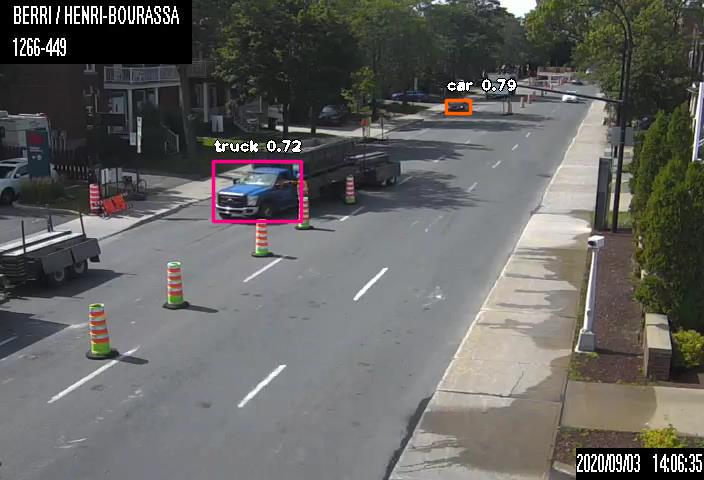 BERRI / HENRI-BOURASSA
1266-449
car 0.79
truck 0.72
2020/09/03 14:06:35